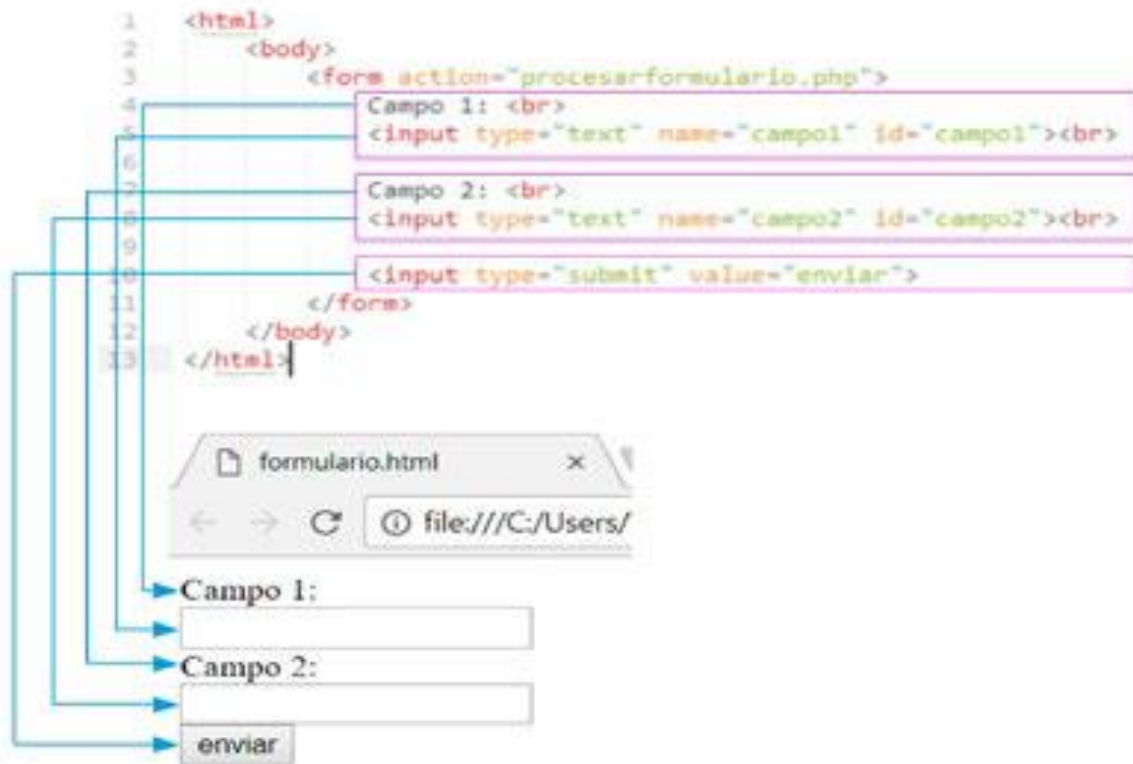 1 <html>
2 <body>
3 <form action="procesarformulario.php">
4 Campo 1: <br>
5 <input type="text" name="campo1" id="campo1"><br>
6
7 Campo 2: <br>
8 <input type="text" name="campo2" id="campo2"><br>
9
10 <input type="submit" value="enviar">
11 </form>
12 </body>
13 </html>
formulario.html
file:///C:/Users/
Campo 1:
Campo 2:
enviar